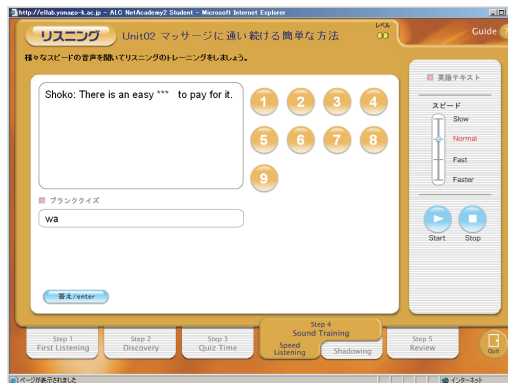 http://ellab.yonago-k.ac.jp - ALC NetAcademy2 Student - Microsoft Internet Explorer
リスニング Unit02 マッサージに通い続ける簡単な方法
LEVEL
Guide ?
様々なスピードの音声を聞いてリスニングのトレーニングをしましょう。
Shoko: There is an easy *** to pay for it.
1 2 3 4
5 6 7 8
9
ブランククイズ
wa
答え/enter
英語テキスト
スピード
Slow
Normal
Fast
Faster
Start Stop
Step 1
First Listening
Step 2
Discovery
Step 3
Quiz Time
Step 4
Sound Training
Speed Listening
Shadowing
Step 5
Review
Quit
ページが表示されました
インターネット